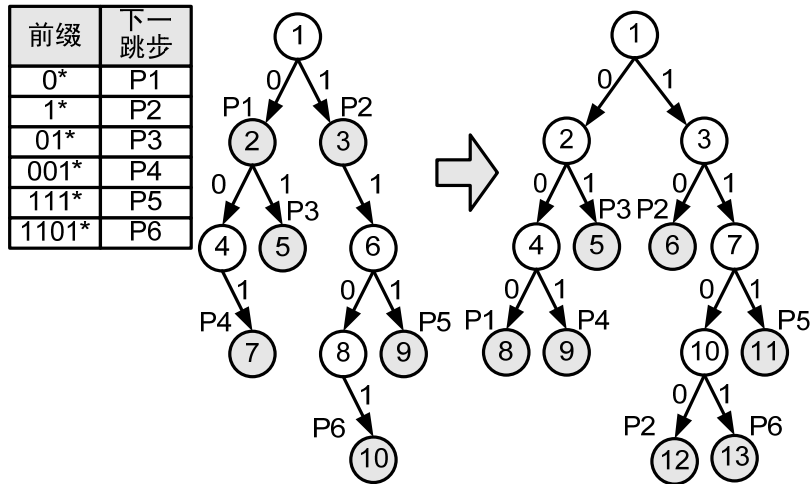 前缀 下一跳步
0* P1
1* P2
01* P3
001* P4
111* P5
1101* P6
1
0 1
P1 P2
2 3
0 1 1
P3
4 5 6
1 0 1
P4 P5
7 8 9
1
P6
10
1
0 1
2 3
0 1 0 1
P3 P2
4 5 6 7
0 1 0 1
P1 P4 P5
8 9 10 11
0 1
P2 P6
12 13